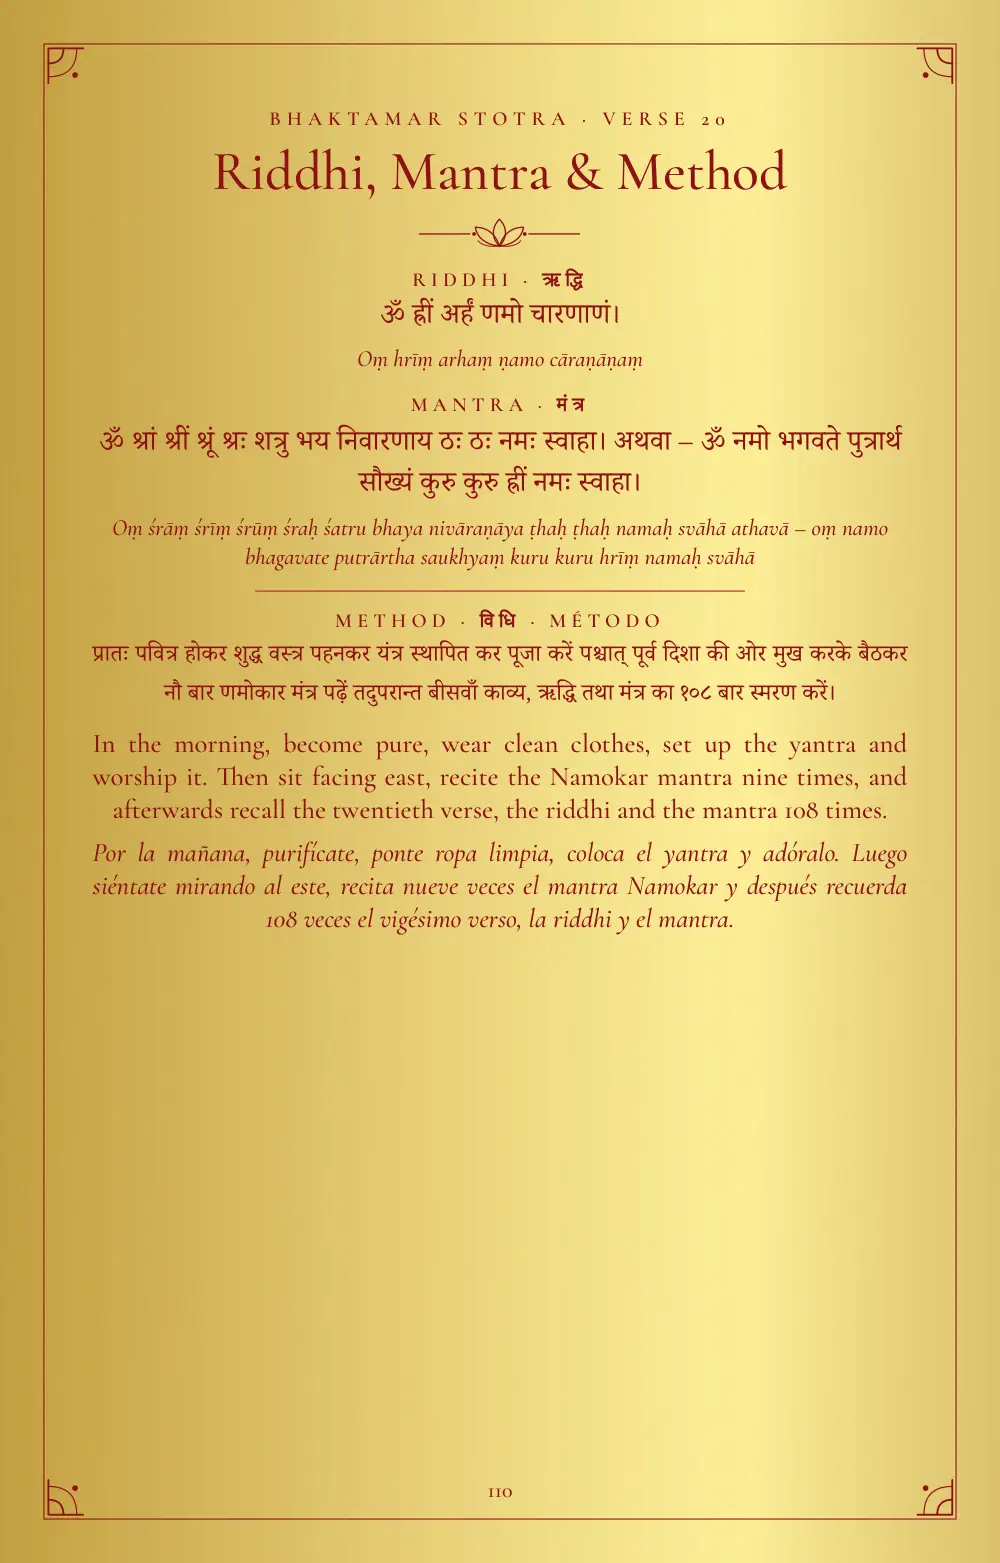 BHAKTAMAR STOTRA · VERSE 20
Riddhi, Mantra & Method
RIDDHI · ऋद्धि
ॐ ह्रीं अर्हं णमो चारणाणं।
Oṃ hrīṃ arhaṃ ṇamo cāraṇāṇaṃ
MANTRA · मंत्र
ॐ श्रां श्रीं श्रूं श्रः शत्रु भय निवारणाय ठः ठः नमः स्वाहा। अथवा – ॐ नमो भगवते पुत्रार्थ
सौख्यं कुरु कुरु ह्रीं नमः स्वाहा।
Oṃ śrāṃ śrīṃ śrūṃ śraḥ śatru bhaya nivāraṇāya ṭhaḥ ṭhaḥ namaḥ svāhā athavā – oṃ namo
bhagavate putrārtha saukhyaṃ kuru kuru hrīṃ namaḥ svāhā
METHOD · विधि · MÉTODO
प्रातः पवित्र होकर शुद्ध वस्त्र पहनकर यंत्र स्थापित कर पूजा करें पश्चात् पूर्व दिशा की ओर मुख करके बैठकर
नौ बार णमोकार मंत्र पढ़ें तदुपरान्त बीसवाँ काव्य, ऋद्धि तथा मंत्र का १०८ बार स्मरण करें।
In the morning, become pure, wear clean clothes, set up the yantra and
worship it. Then sit facing east, recite the Namokar mantra nine times, and
afterwards recall the twentieth verse, the riddhi and the mantra 108 times.
Por la mañana, purifícate, ponte ropa limpia, coloca el yantra y adóralo. Luego
siéntate mirando al este, recita nueve veces el mantra Namokar y después recuerda
108 veces el vigésimo verso, la riddhi y el mantra.
110